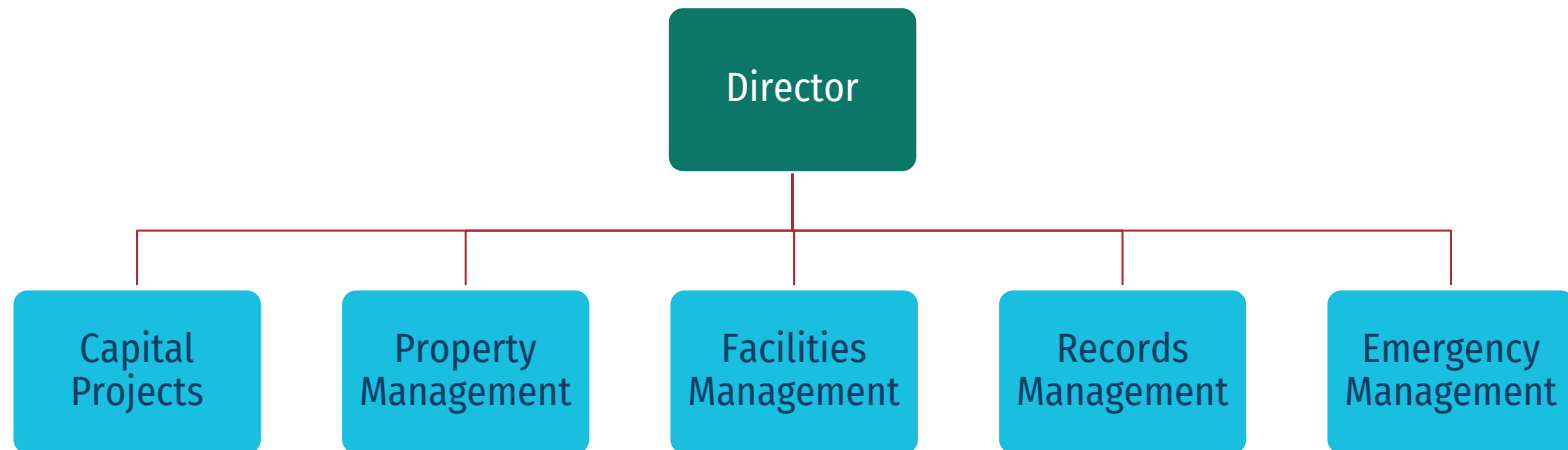 Director
Capital
Projects
Property
Management
Facilities
Management
Records
Management
Emergency
Management